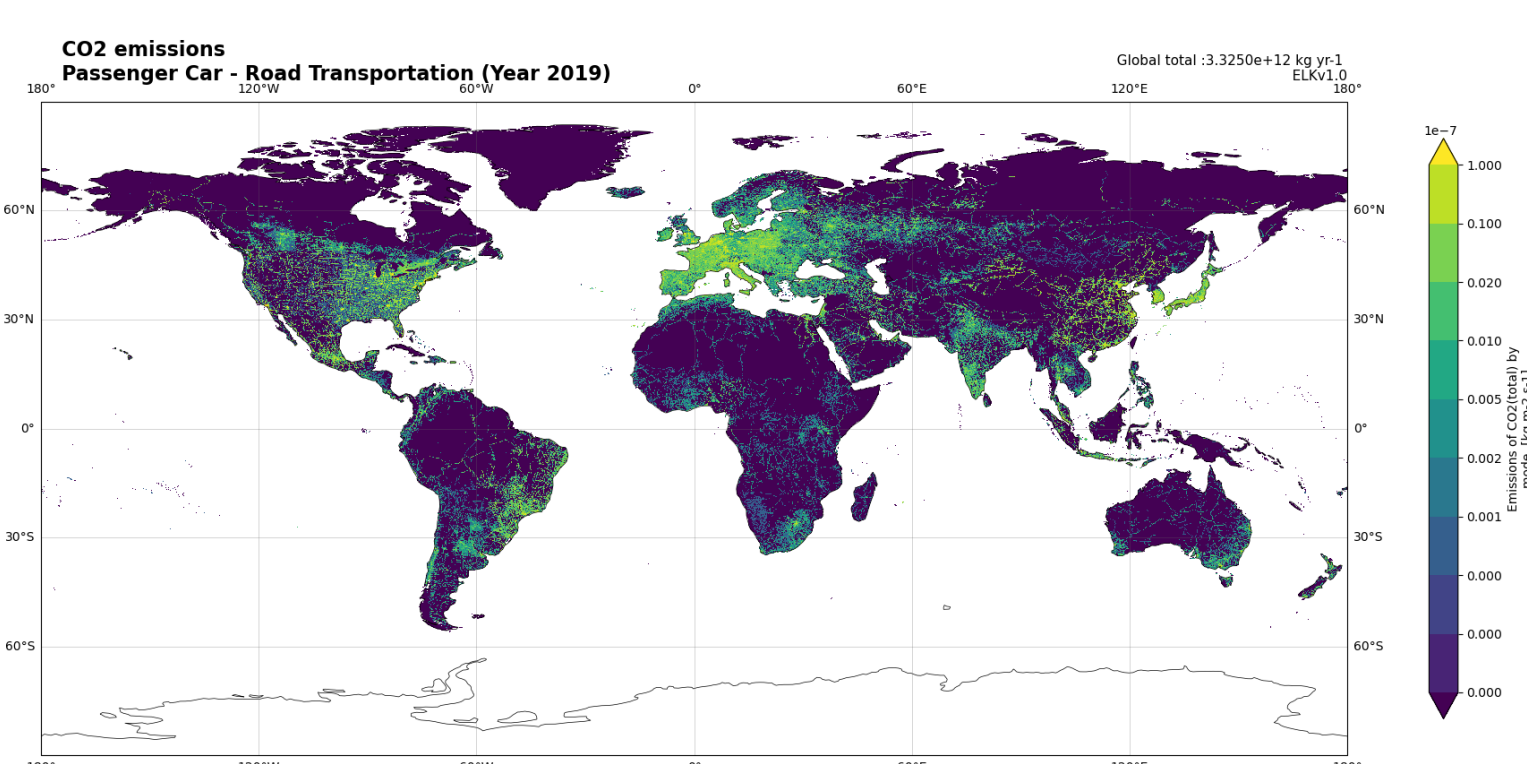 CO2 emissions
Passenger Car - Road Transportation (Year 2019)
Global total :3.3250e+12 kg yr-1
ELKv1.0
180° 120°W 60°W 0° 60°E 120°E 180°
1e−7
1.000
60°N 60°N
0.100
0.020
30°N 30°N
0.010
0.005
0° 0°
0.002
0.001
30°S 30°S
0.000
0.000
60°S 60°S
0.000
Emissions of CO2(total) by